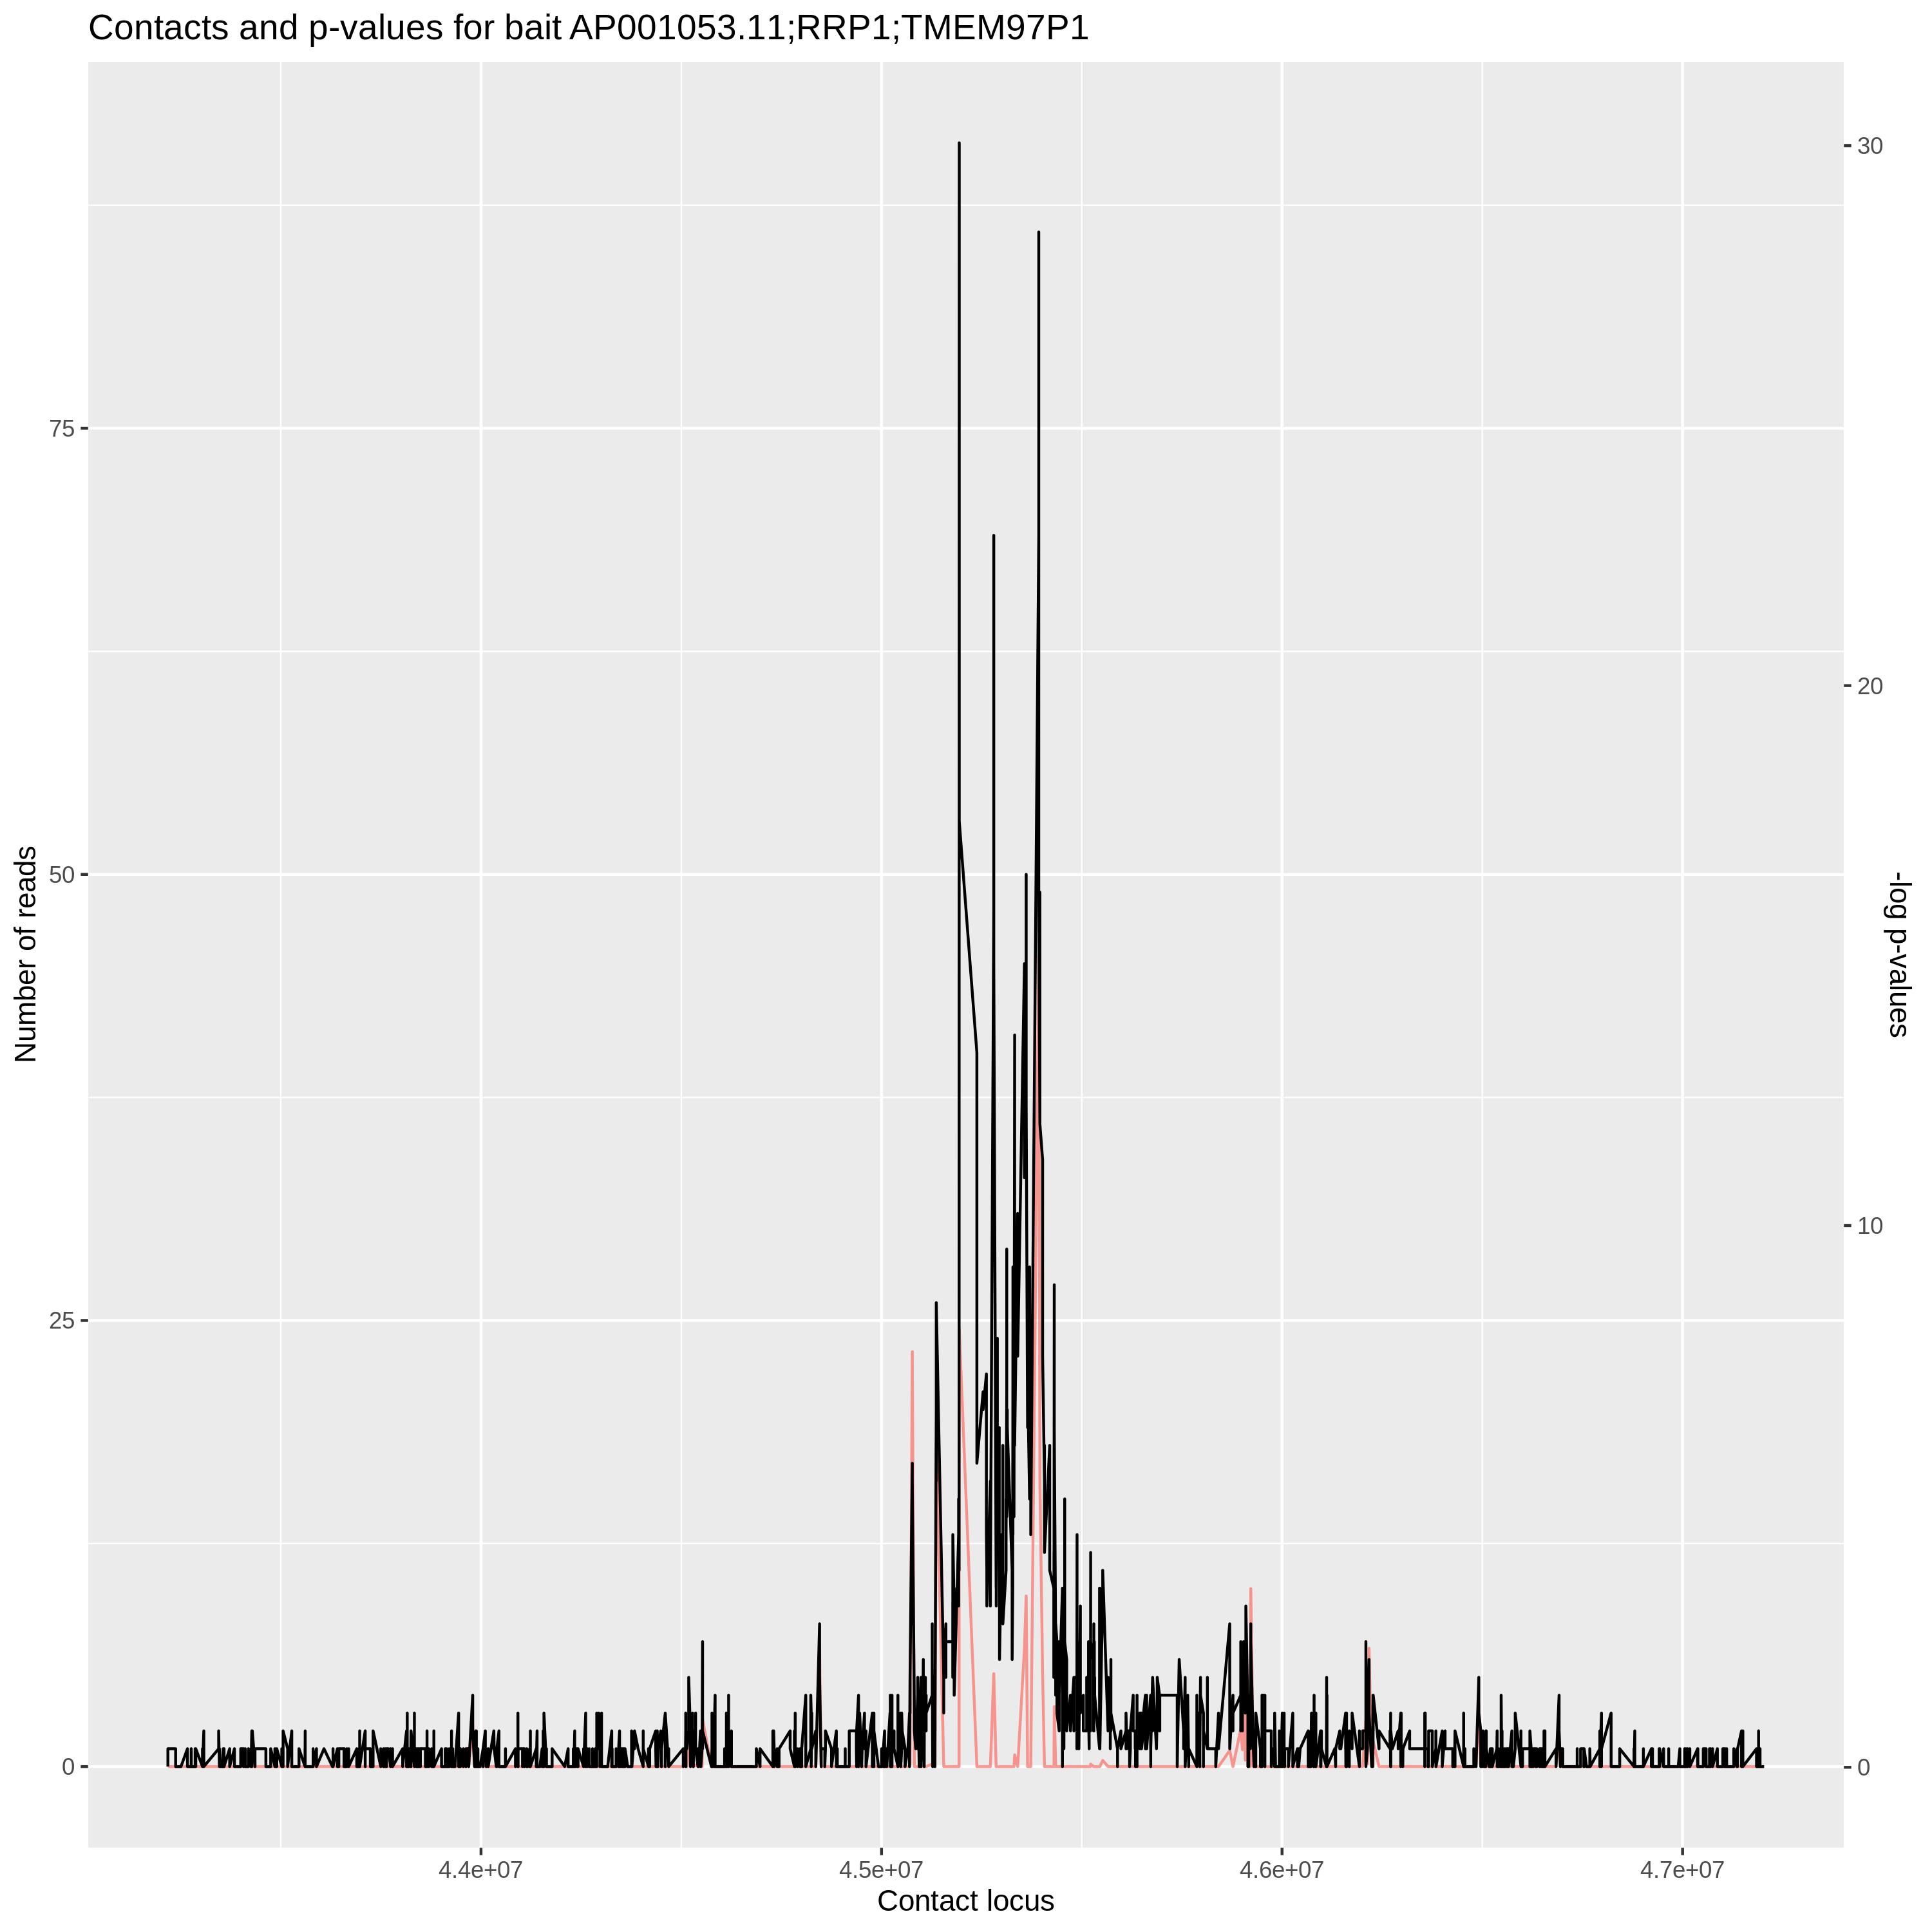 Contacts and p-values for bait AP001053.11;RRP1;TMEM97P1
30
75
20
50
Number of reads
-log p-values
10
25
0
0
4.4e+07
4.5e+07
4.6e+07
4.7e+07
Contact locus